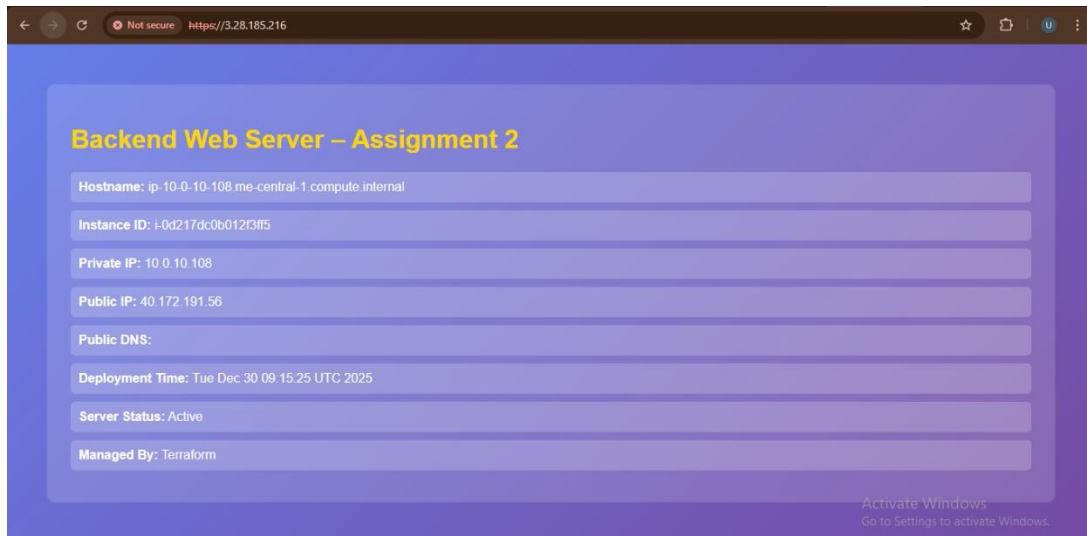 Not secure https://3.28.185.216
U
Backend Web Server – Assignment 2
Hostname: ip-10-0-10-108.me-central-1.compute.internal
Instance ID: i-0d217dc0b012f3ff5
Private IP: 10.0.10.108
Public IP: 40.172.191.56
Public DNS:
Deployment Time: Tue Dec 30 09:15:25 UTC 2025
Server Status: Active
Managed By: Terraform
Activate Windows
Go to Settings to activate Windows.